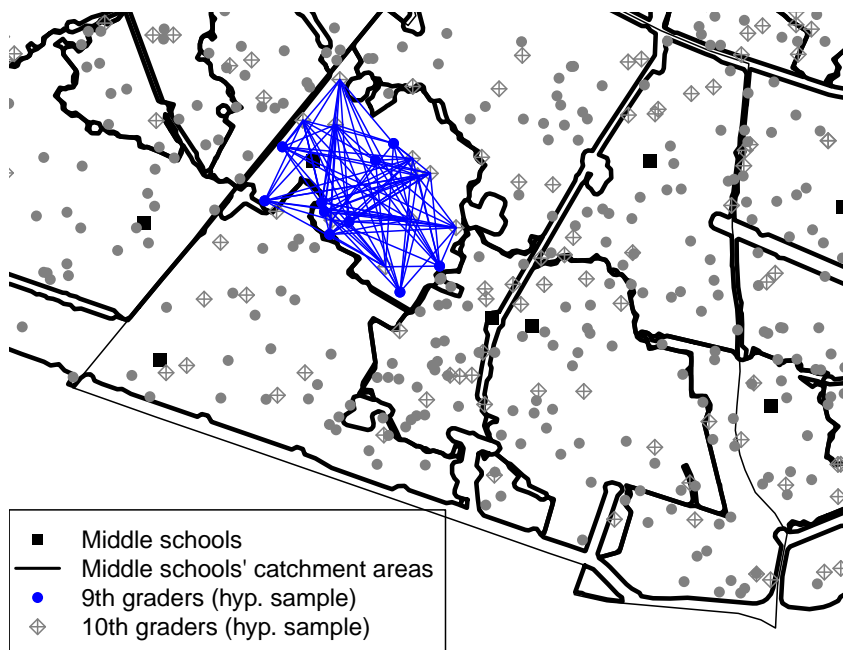 Middle schools
Middle schools' catchment areas
9th graders (hyp. sample)
10th graders (hyp. sample)